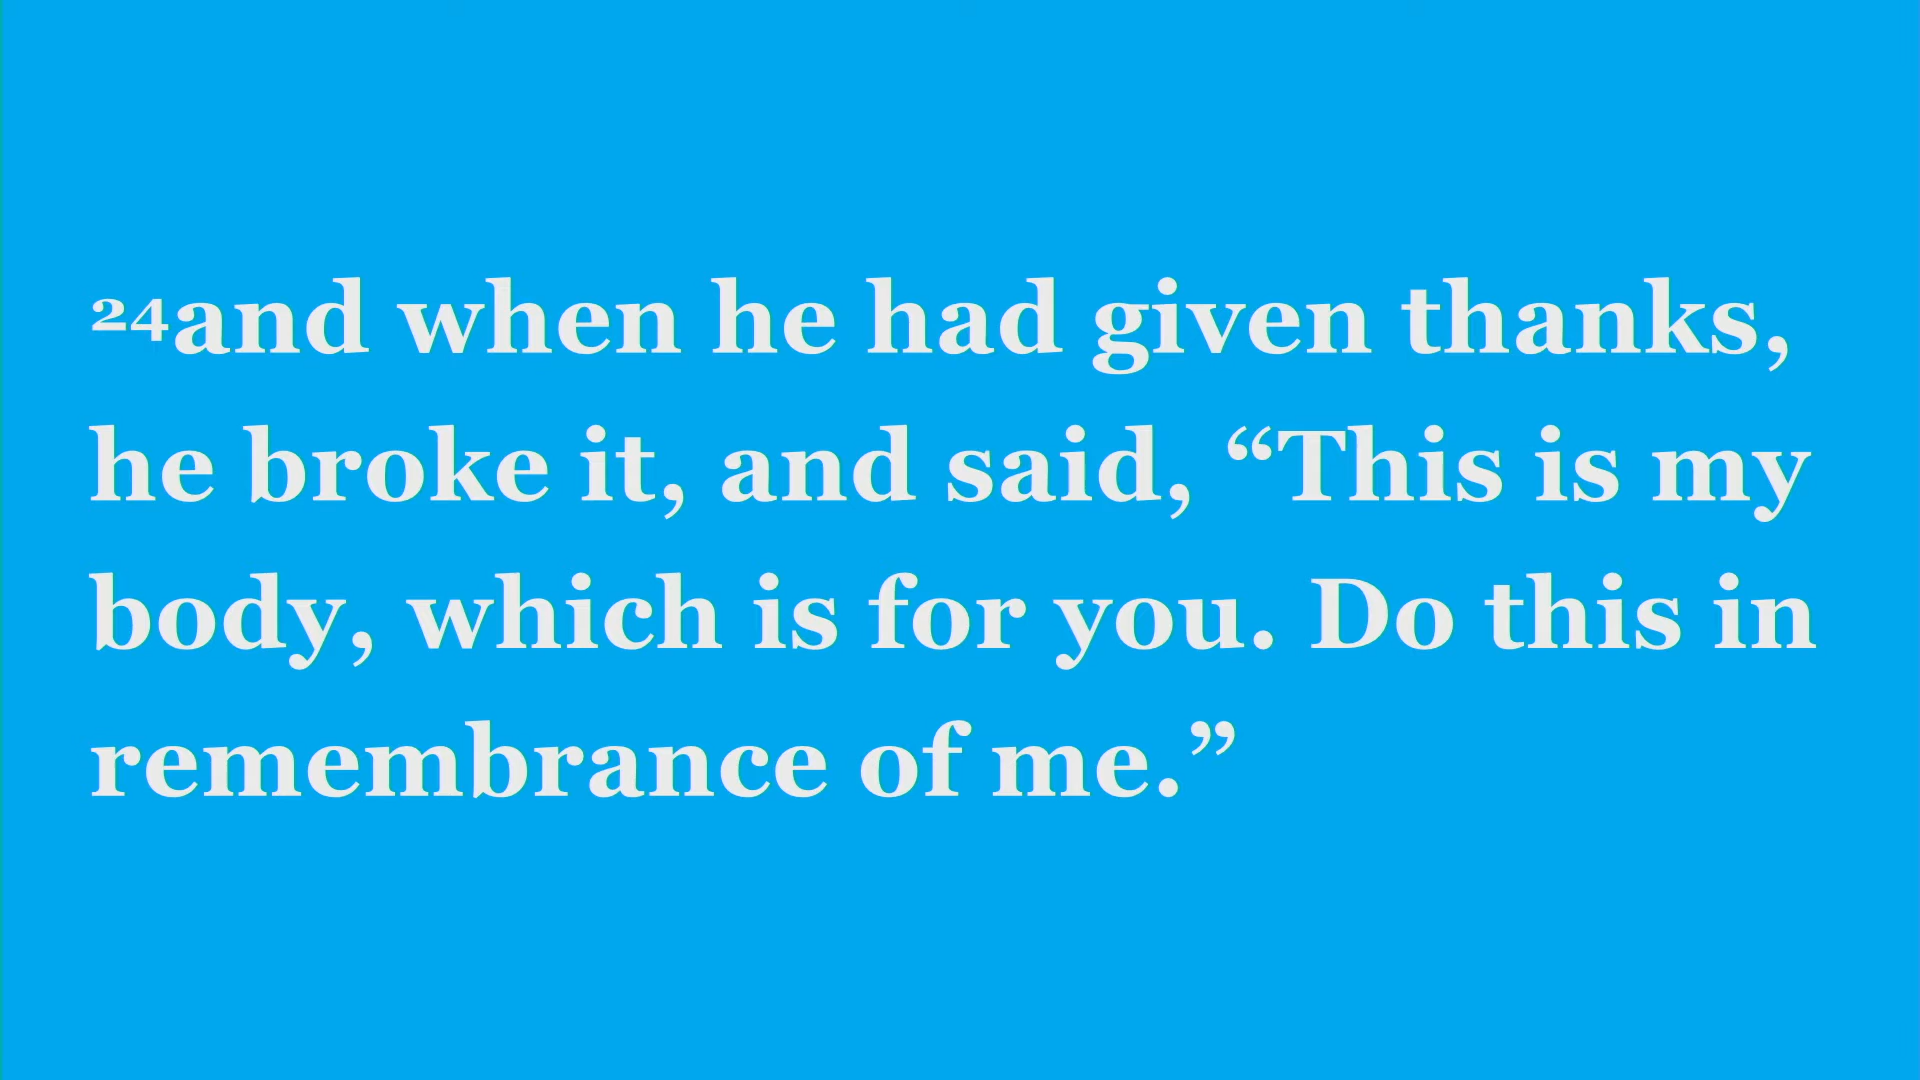 ²⁴and when he had given thanks,
he broke it, and said, “This is my
body, which is for you. Do this in
remembrance of me.”